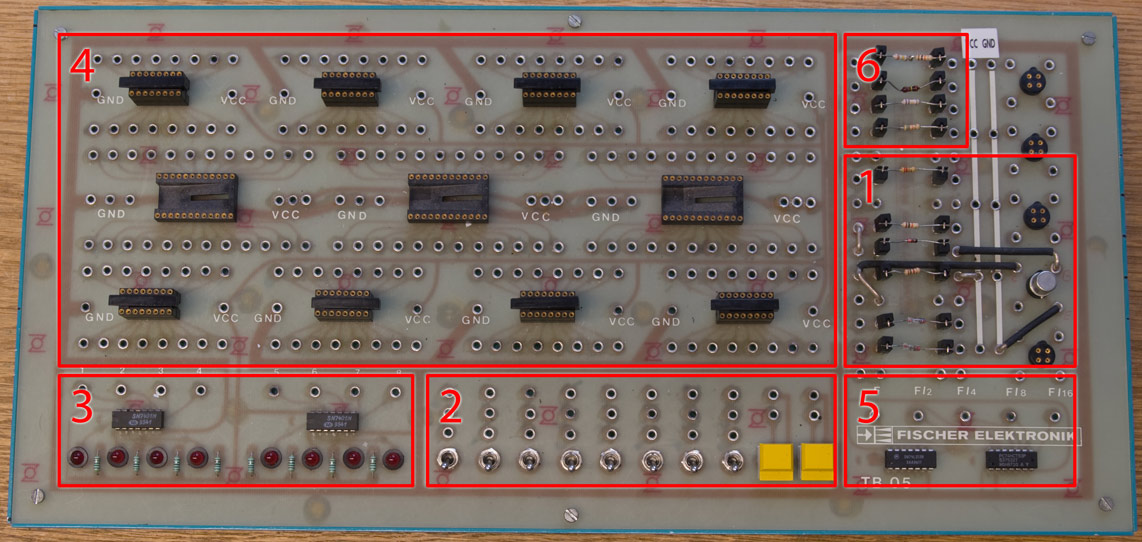 4
6
CC GND
GND VCC GND VCC GND VCC GND VCC
1
GND VCC GND VCC GND VCC
GND VCC GND VCC GND VCC GND VCC
1 2 3 4 5 6 7 8
3
2
5
F F/2 F/4 F/8 F/16
FISCHER ELEKTRONIK
TB 05